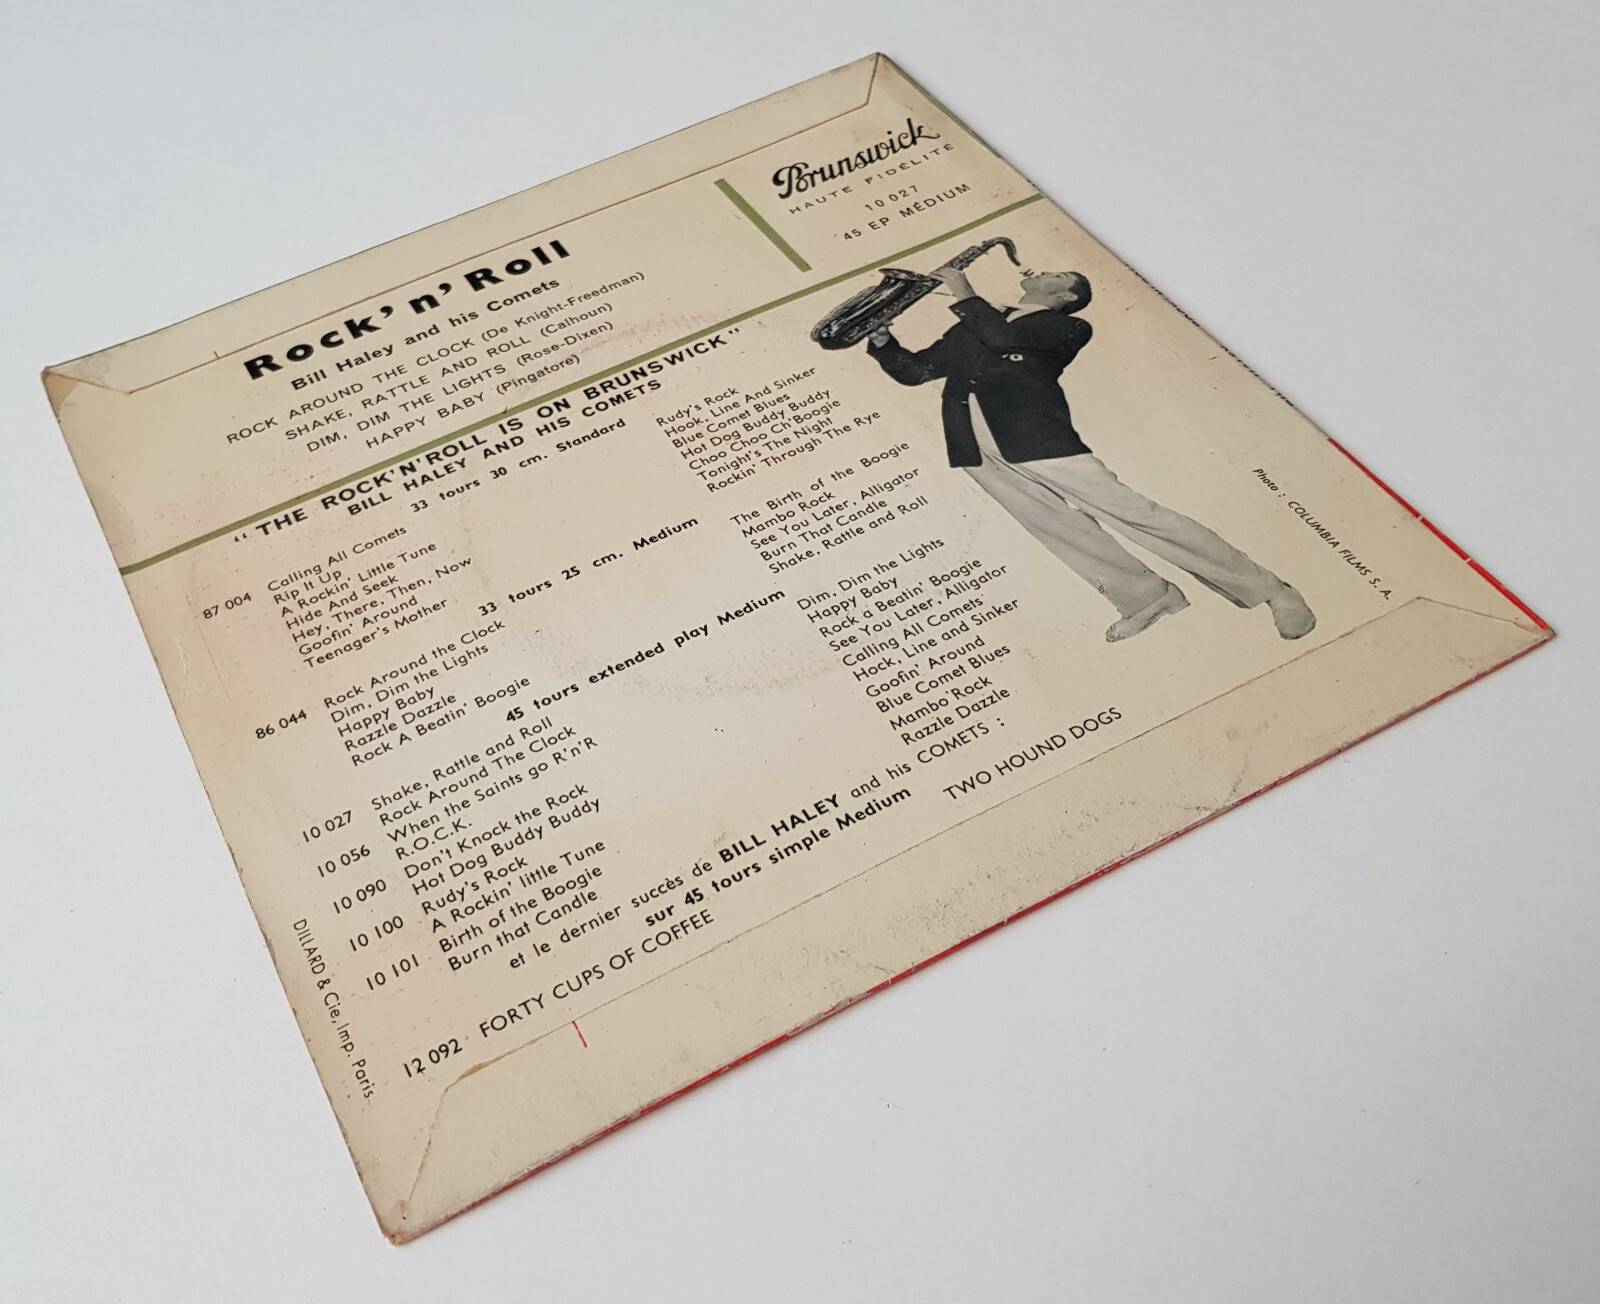 Brunswick
HAUTE FIDÉLITÉ
10 027
45 EP MÉDIUM
Rock'n'Roll
Bill Haley and his Comets
ROCK AROUND THE CLOCK (De Knight-Freedman)
SHAKE, RATTLE AND ROLL (Calhoun)
DIM, DIM THE LIGHTS (Rose-Dixen)
HAPPY BABY (Pingatore)
“THE ROCK'N'ROLL IS ON BRUNSWICK”
BILL HALEY AND HIS COMETS
33 tours 30 cm. Standard
87 004 Calling All Comets
Rip It Up
A Rockin' Little Tune
Hide And Seek
Hey, There, Then, Now
Goofin' Around
Teenager's Mother
Rudy's Rock
Hook, Line And Sinker
Blue Comet Blues
Hot Dog Buddy Buddy
Choo Choo Ch'Boogie
Tonight's The Night
Rockin' Through The Rye
33 tours 25 cm. Medium
86 044 Rock Around the Clock
Dim, Dim the Lights
Happy Baby
Razzle Dazzle
Rock A Beatin' Boogie
The Birth of the Boogie
Mambo Rock
See You Later, Alligator
Burn That Candle
Shake, Rattle and Roll
45 tours extended play Medium
10 027 Shake, Rattle and Roll
Rock Around The Clock
10 056 When the Saints go R'n'R
R.O.C.K.
10 090 Don't Knock the Rock
Hot Dog Buddy Buddy
10 100 Rudy's Rock
A Rockin' little Tune
10 101 Birth of the Boogie
Burn that Candle
Dim, Dim the Lights
Happy Baby
Rock a Beatin' Boogie
See You Later, Alligator
Calling All Comets
Hock, Line and Sinker
Goofin' Around
Blue Comet Blues
Mambo Rock
Razzle Dazzle
et le dernier succès de BILL HALEY and his COMETS :
sur 45 tours simple Medium
12 092 FORTY CUPS OF COFFEE TWO HOUND DOGS
Photo : COLUMBIA FILMS S. A.
DILLARD & Cie, Imp. Paris